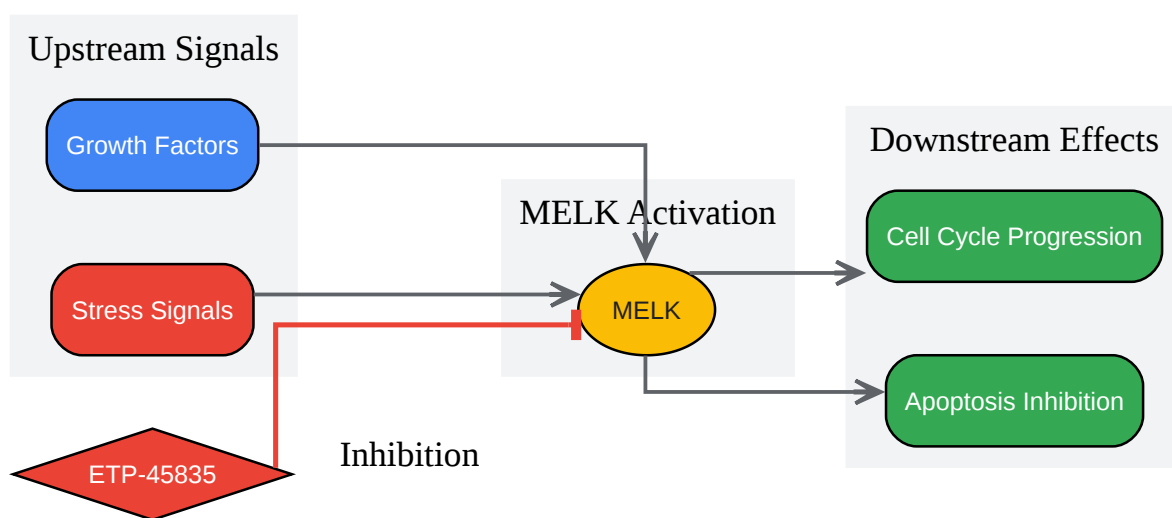 Upstream Signals
Growth Factors
Stress Signals
ETP-45835
Inhibition
MELK Activation
MELK
Downstream Effects
Cell Cycle Progression
Apoptosis Inhibition